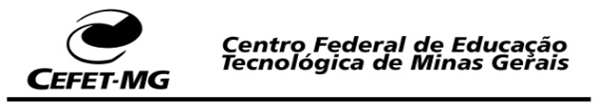 CEFET-MG
Centro Federal de Educação
Tecnológica de Minas Gerais